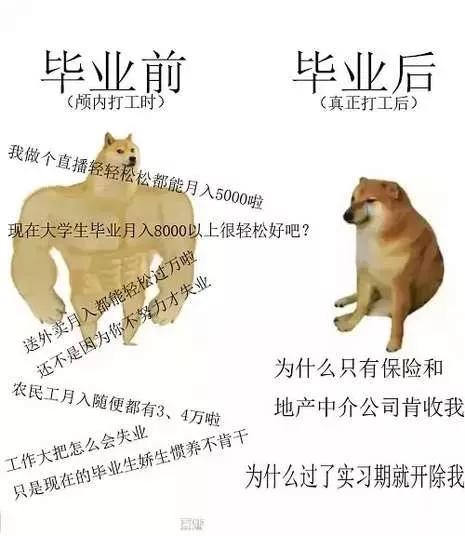 毕业前
（颅内打工时）
我做个直播轻轻松松都能月入5000啦
现在大学生毕业月入8000以上很轻松好吧？
送外卖月入都能轻松过万啦
还不是因为你不努力才失业
农民工月入随便都有3、4万啦
工作大把怎么会失业
只是现在的毕业生娇生惯养不肯干
毕业后
（真正打工后）
为什么只有保险和
地产中介公司肯收我
为什么过了实习期就开除我